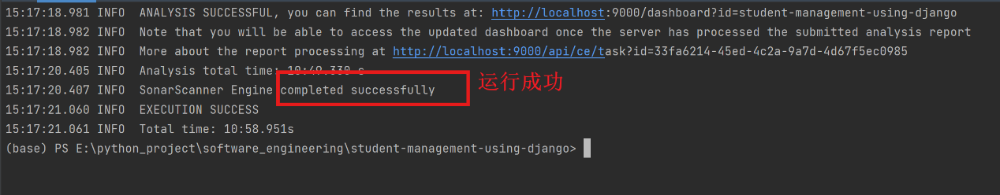 15:17:18.981 INFO  ANALYSIS SUCCESSFUL, you can find the results at: http://localhost:9000/dashboard?id=student-management-using-django
15:17:18.982 INFO  Note that you will be able to access the updated dashboard once the server has processed the submitted analysis report
15:17:18.982 INFO  More about the report processing at http://localhost:9000/api/ce/task?id=33fa6214-45ed-4c2a-9a7d-4d67f5ec0985
15:17:20.405 INFO  Analysis total time: 10:49.330 s
15:17:20.407 INFO  SonarScanner Engine completed successfully 运行成功
15:17:21.060 INFO  EXECUTION SUCCESS
15:17:21.061 INFO  Total time: 10:58.951s
(base) PS E:\python_project\software_engineering\student-management-using-django>